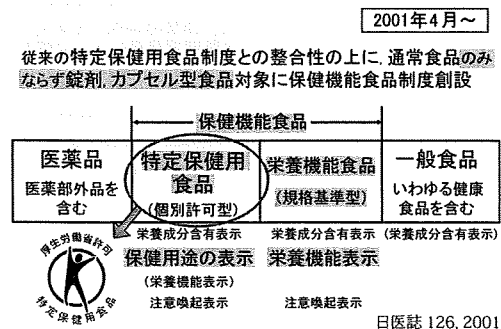 2001年4月～
従来の特定保健用食品制度との整合性の上に,通常食品のみ
ならず錠剤,カプセル型食品対象に保健機能食品制度創設
保健機能食品
医薬品
医薬部外品を
含む
特定保健用
食品
(個別許可型)
栄養機能食品
(規格基準型)
一般食品
いわゆる健康
食品を含む
栄養成分含有表示
保健用途の表示
(栄養機能表示)
注意喚起表示
栄養成分含有表示
栄養機能表示
注意喚起表示
(栄養成分含有表示)
厚生労働省許可
特定保健用食品
日医誌 126, 2001